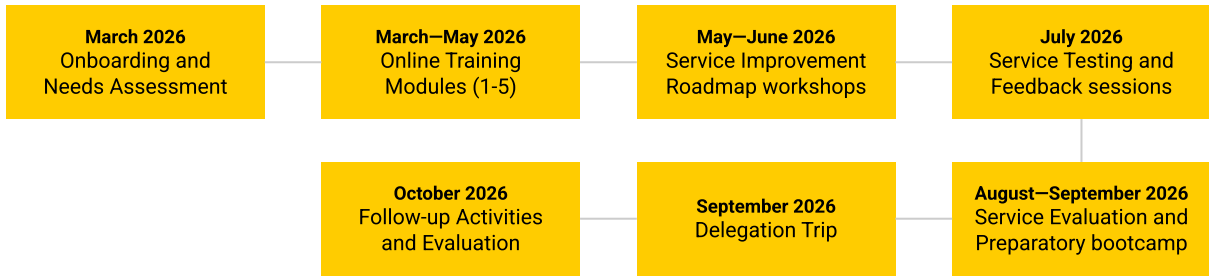 March 2026
Onboarding and
Needs Assessment
March—May 2026
Online Training
Modules (1-5)
May—June 2026
Service Improvement
Roadmap workshops
July 2026
Service Testing and
Feedback sessions
August—September 2026
Service Evaluation and
Preparatory bootcamp
September 2026
Delegation Trip
October 2026
Follow-up Activities
and Evaluation